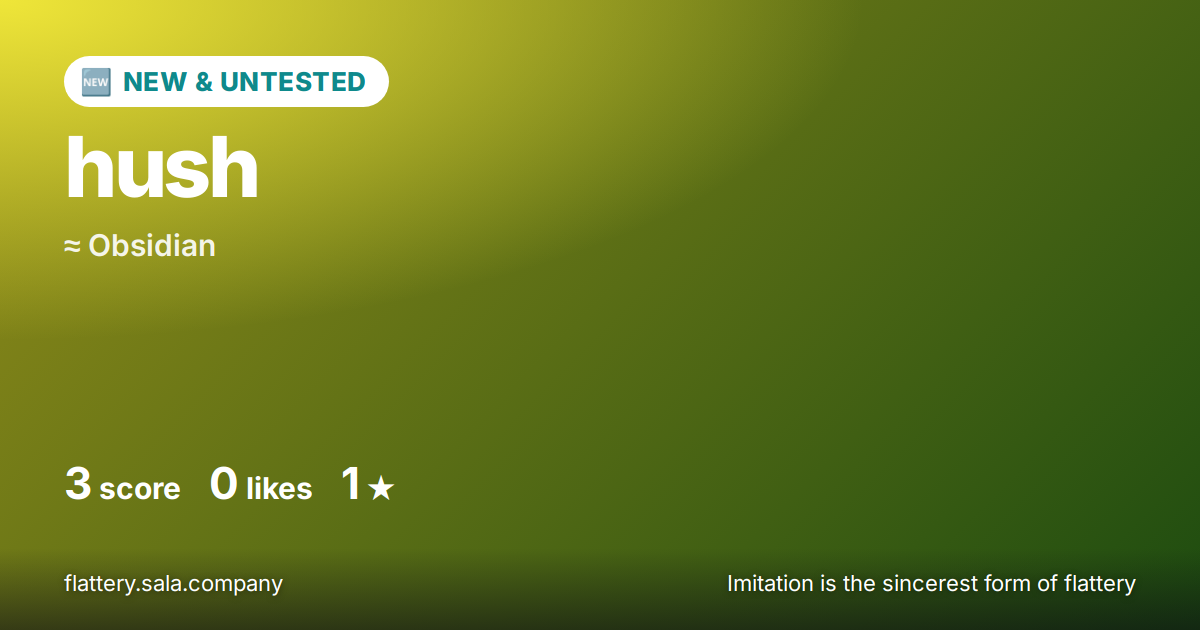 🆕 NEW & UNTESTED
hush
≈ Obsidian
3 score 0 likes 1★
flattery.sala.company
Imitation is the sincerest form of flattery